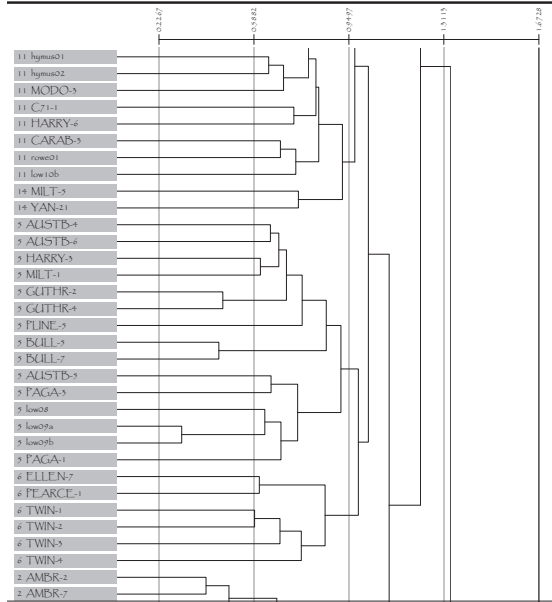 0.2267 0.5882 0.9497 1.3113 1.6728
11 hymus01
11 hymus02
11 MODO-3
11 C71-1
11 HARRY-6
11 CARAB-3
11 rowe01
11 low10b
14 MILT-5
14 YAN-21
5 AUSTB-4
5 AUSTB-6
5 HARRY-3
5 MILT-1
5 GUTHR-2
5 GUTHR-4
5 PLINE-5
5 BULL-5
5 BULL-7
5 AUSTB-5
5 PAGA-3
5 low08
5 low09a
5 low09b
5 PAGA-1
6 ELLEN-7
6 PEARCE-1
6 TWIN-1
6 TWIN-2
6 TWIN-3
6 TWIN-4
2 AMBR-2
2 AMBR-7